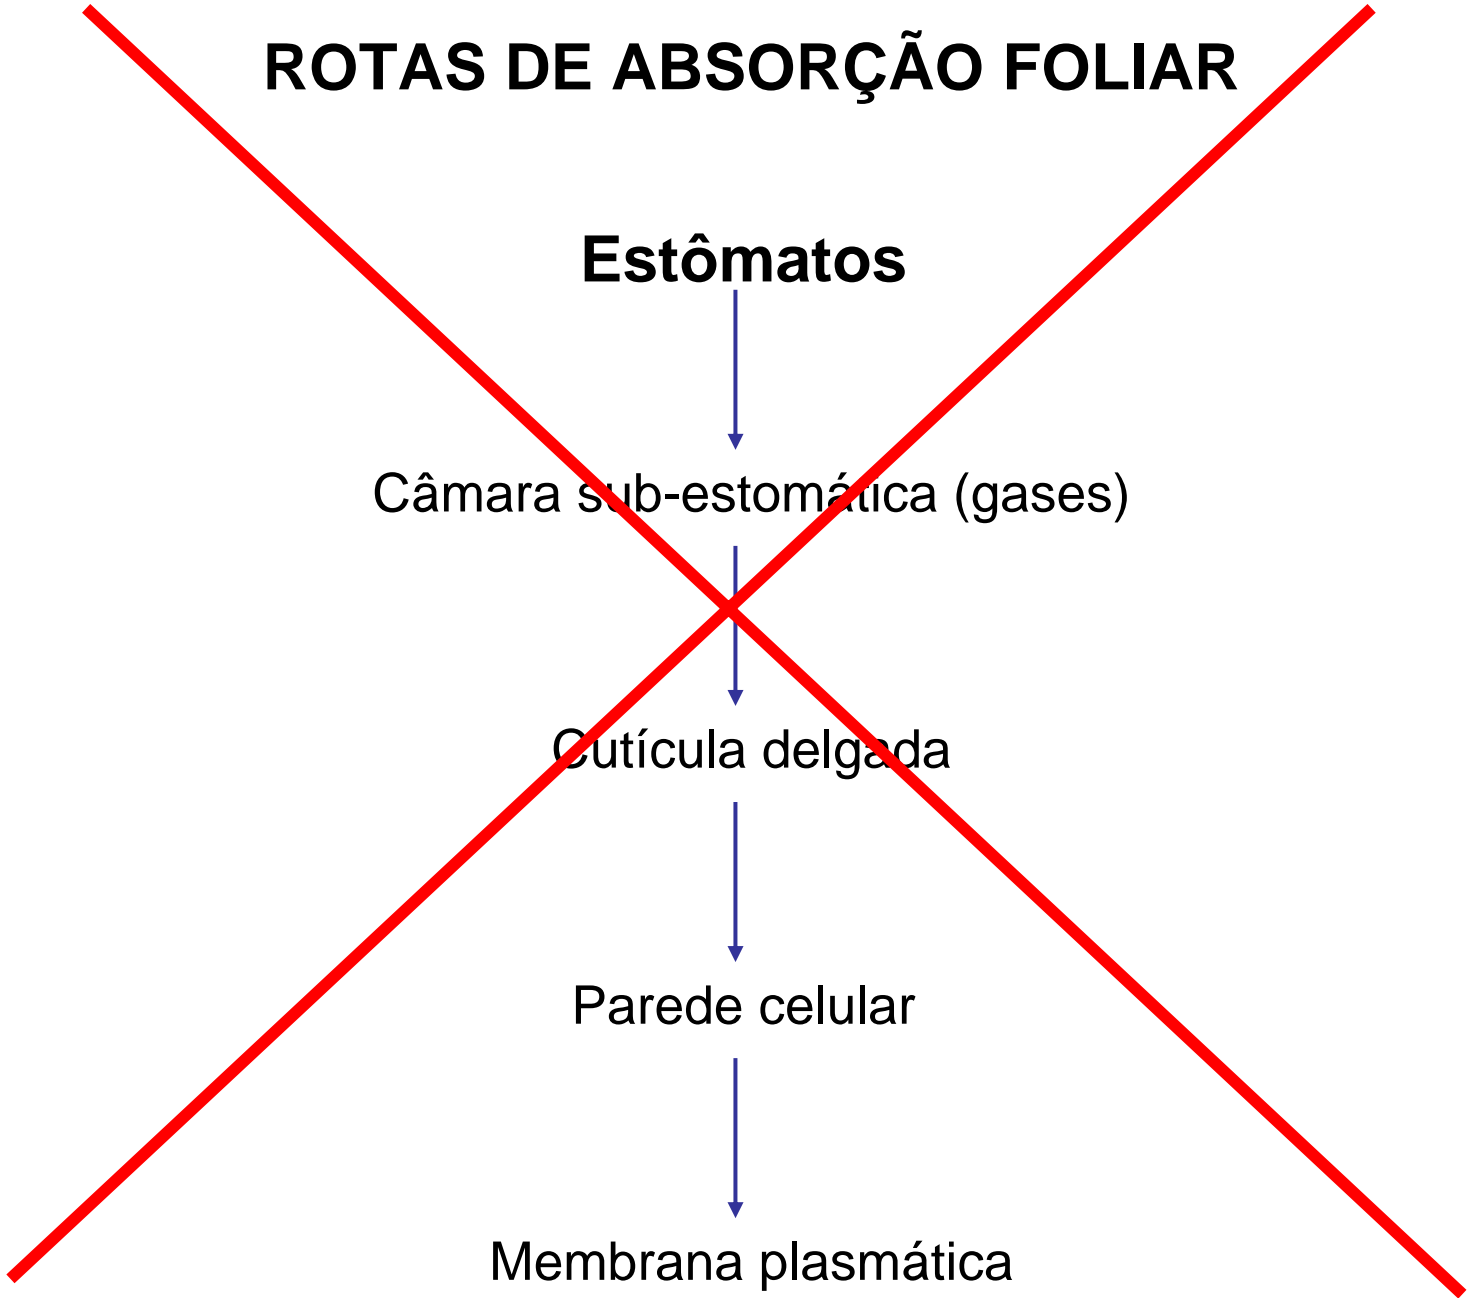 ROTAS DE ABSORÇÃO FOLIAR
Estômatos
Câmara sub-estomática (gases)
Cutícula delgada
Parede celular
Membrana plasmática